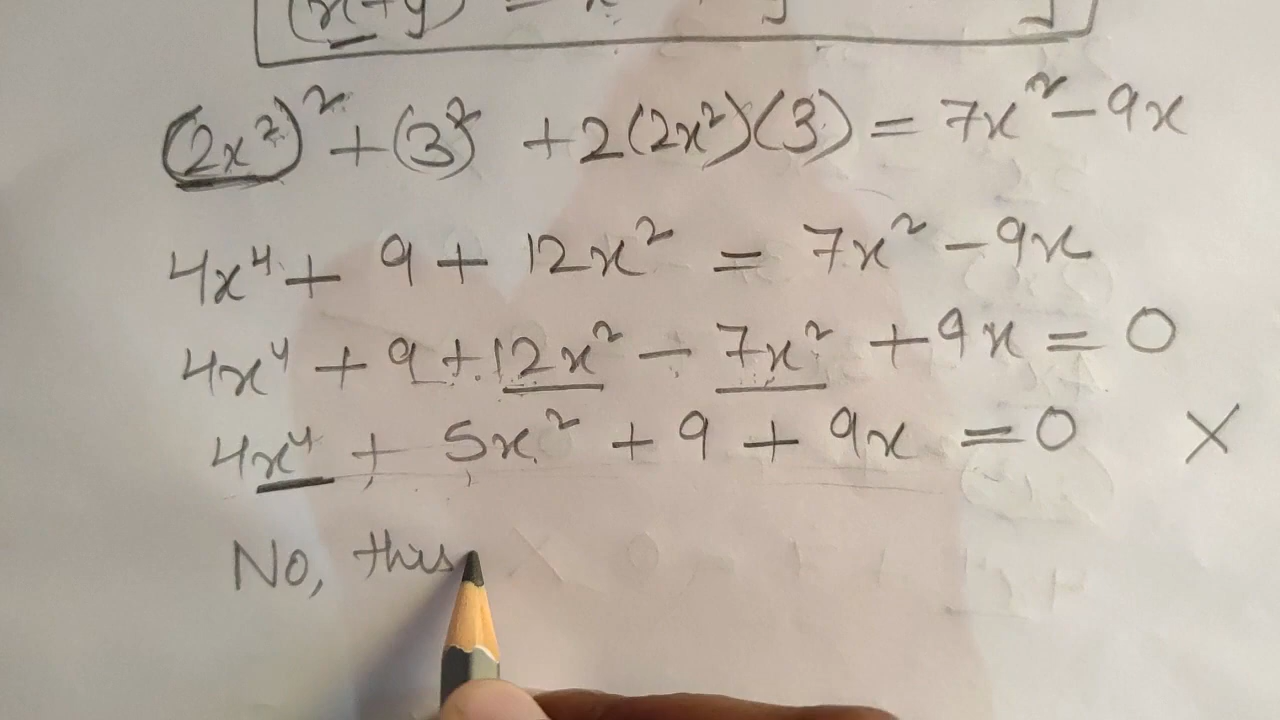 (2x²)² + (3)² + 2(2x²)(3) = 7x² - 9x
4x⁴ + 9 + 12x² = 7x² - 9x
4x⁴ + 9 + 12x² - 7x² + 9x = 0
4x⁴ + 5x² + 9 + 9x = 0 ×
No, this